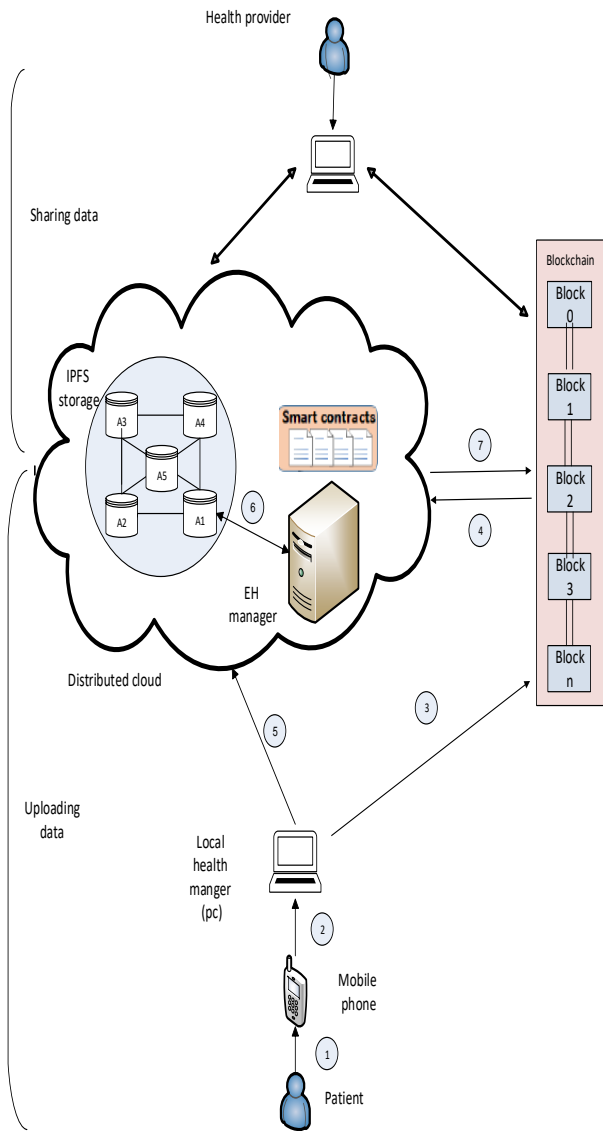 Health provider
Sharing data
Blockchain
Block
0
IPFS
storage
A3
A4
Smart contracts
Block
1
A5
7
Block
2
A2
A1
6
4
EH
manager
Block
3
Distributed cloud
Block
n
3
5
Uploading
data
Local
health
manger
(pc)
2
Mobile
phone
1
Patient